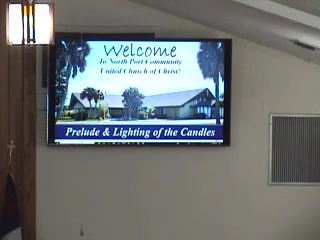 Welcome
To North Port Community
United Church of Christ!
Prelude & Lighting of the Candles